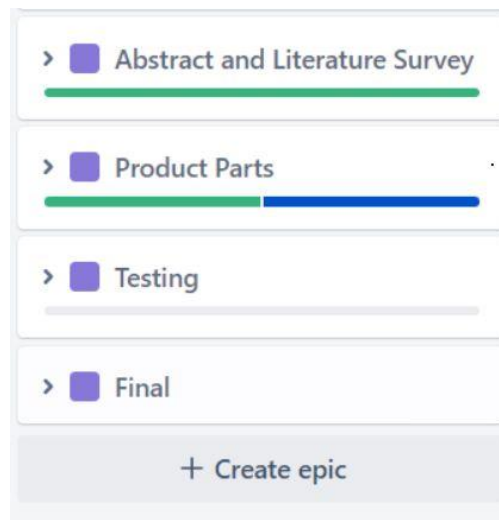 Abstract and Literature Survey
Product Parts
Testing
Final
+ Create epic